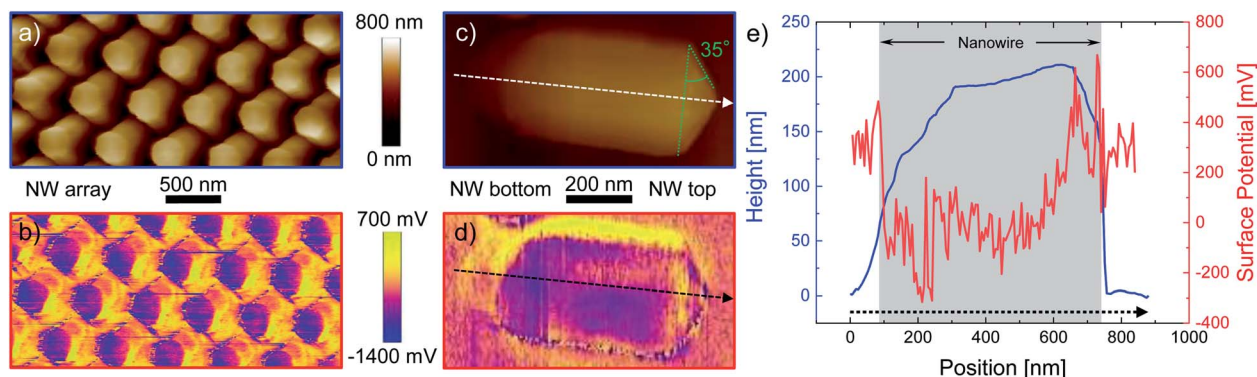 a)
800 nm
0 nm
c)
35°
NW array
500 nm
NW bottom
200 nm
NW top
b)
700 mV
-1400 mV
d)
e)
Nanowire
Height [nm]
250
200
150
100
50
0
Surface Potential [mV]
800
600
400
200
0
-200
-400
0
200
400
600
800
1000
Position [nm]